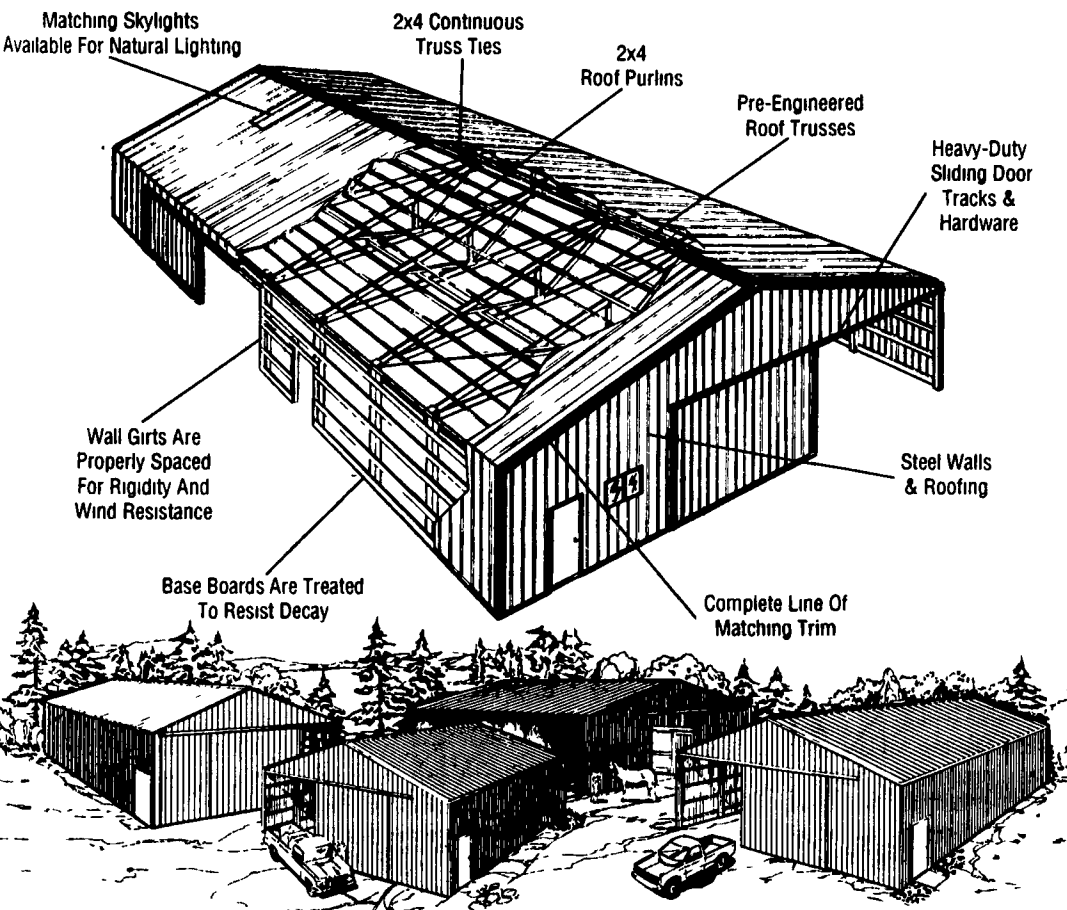 Matching Skylights
Available For Natural Lighting
2x4 Continuous
Truss Ties
2x4
Roof Purlins
Pre-Engineered
Roof Trusses
Heavy-Duty
Sliding Door
Tracks &
Hardware
Wall Girts Are
Properly Spaced
For Rigidity And
Wind Resistance
Steel Walls
& Roofing
Base Boards Are Treated
To Resist Decay
Complete Line Of
Matching Trim